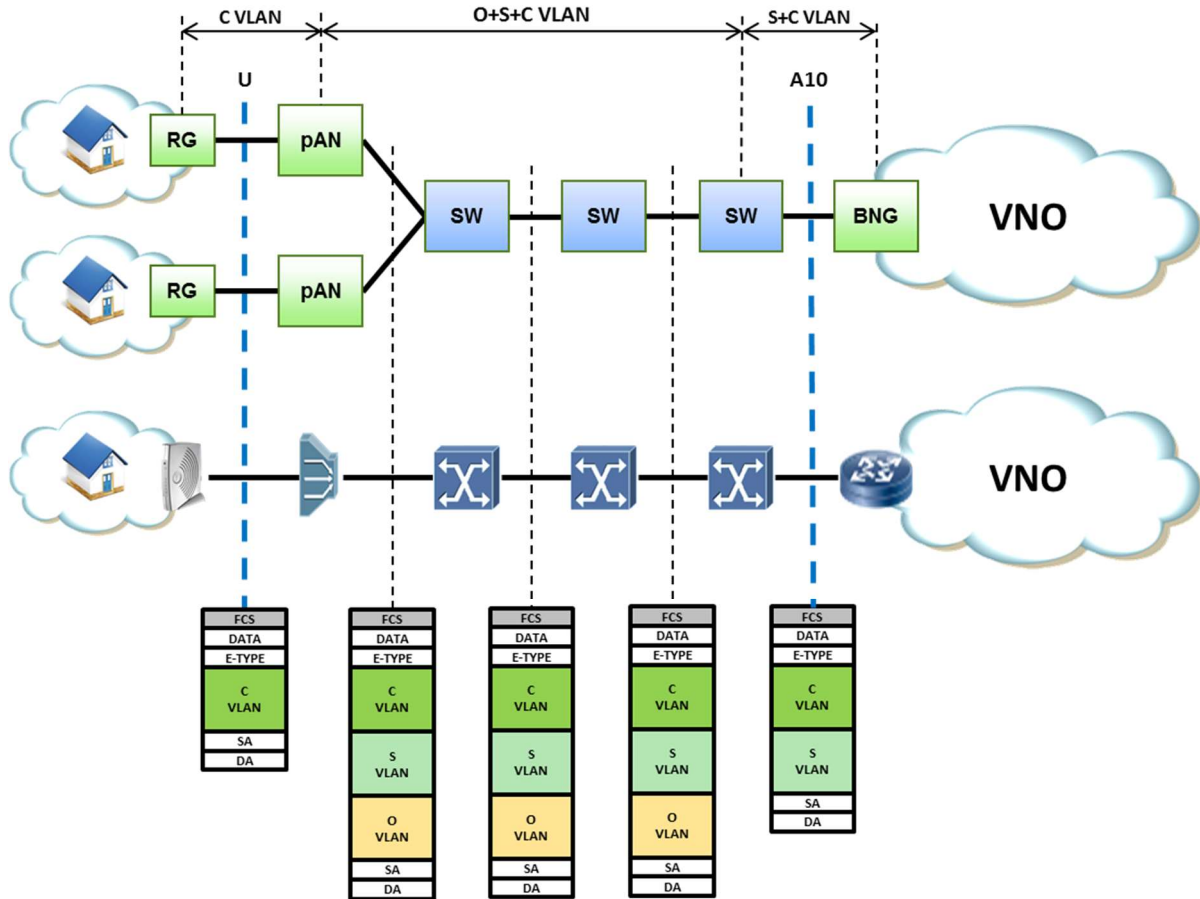 C VLAN
O+S+C VLAN
S+C VLAN
U
A10
RG
pAN
SW
SW
SW
BNG
VNO
RG
pAN
VNO
FCS
DATA
E-TYPE
C
VLAN
SA
DA
FCS
DATA
E-TYPE
C
VLAN
S
VLAN
O
VLAN
SA
DA
FCS
DATA
E-TYPE
C
VLAN
S
VLAN
O
VLAN
SA
DA
FCS
DATA
E-TYPE
C
VLAN
S
VLAN
O
VLAN
SA
DA
FCS
DATA
E-TYPE
C
VLAN
S
VLAN
SA
DA